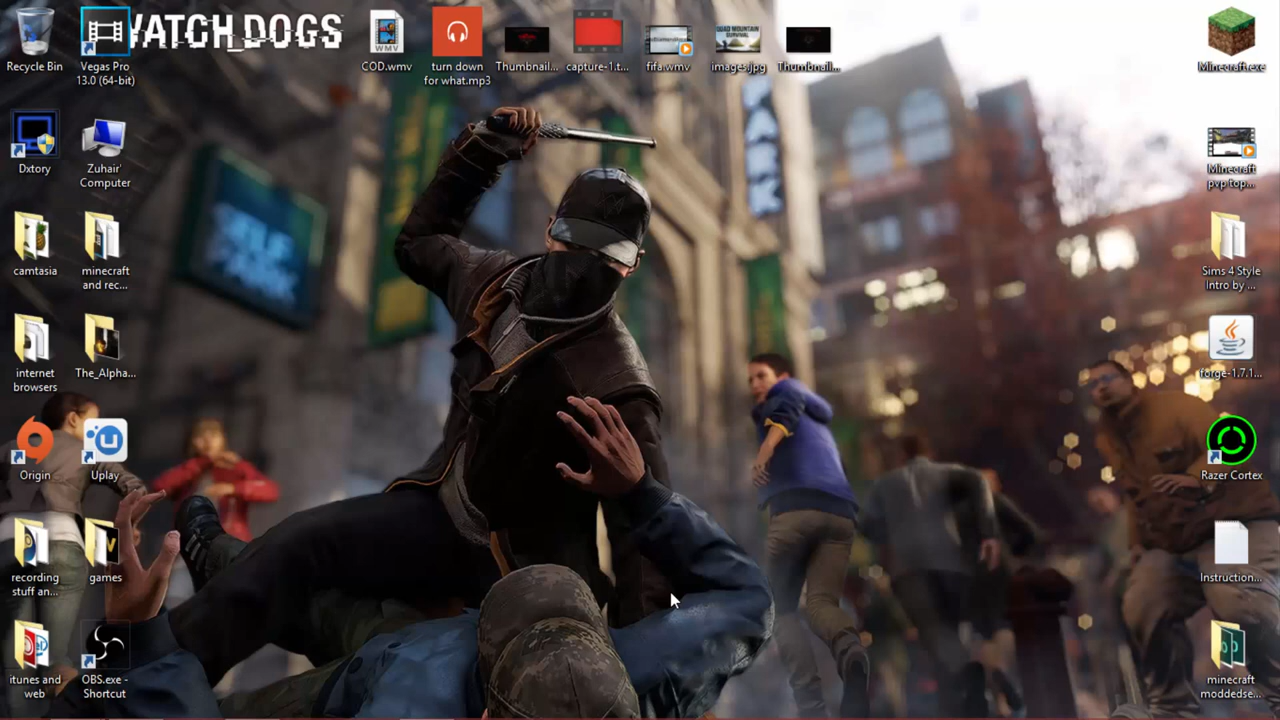 WATCH_DOGS
Recycle Bin
Vegas Pro
13.0 (64-bit)
COD.wmv
WMV
turn down
for what.mp3
Thumbnail...
capture-1.t...
fifa.wmv
images.jpg
Thumbnail...
Minecraft.exe
Dxtory
Zuhair'
Computer
Minecraft
pvp top...
camtasia
minecraft
and rec...
Sims 4 Style
Intro by ...
internet
browsers
The_Alpha...
forge-1.7.1...
Origin
Uplay
Razer Cortex
recording
stuff an...
games
Instruction...
itunes and
web
OBS.exe -
Shortcut
minecraft
moddedse...
PARK